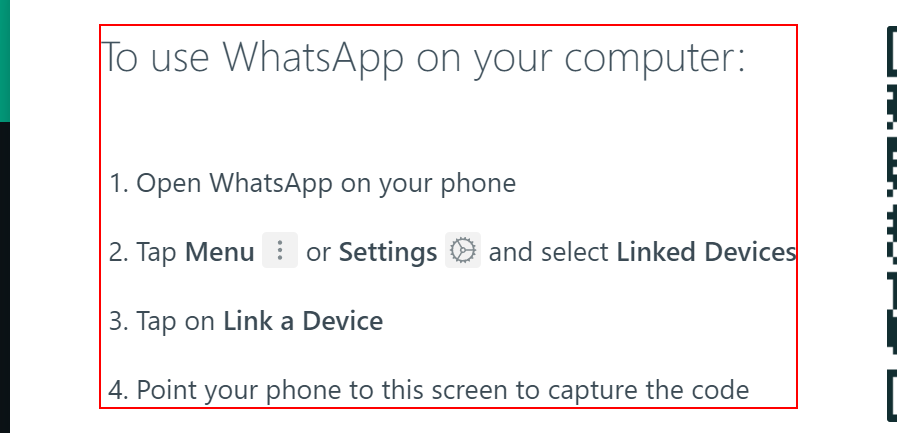 To use WhatsApp on your computer:
1. Open WhatsApp on your phone
2. Tap Menu or Settings and select Linked Devices
3. Tap on Link a Device
4. Point your phone to this screen to capture the code